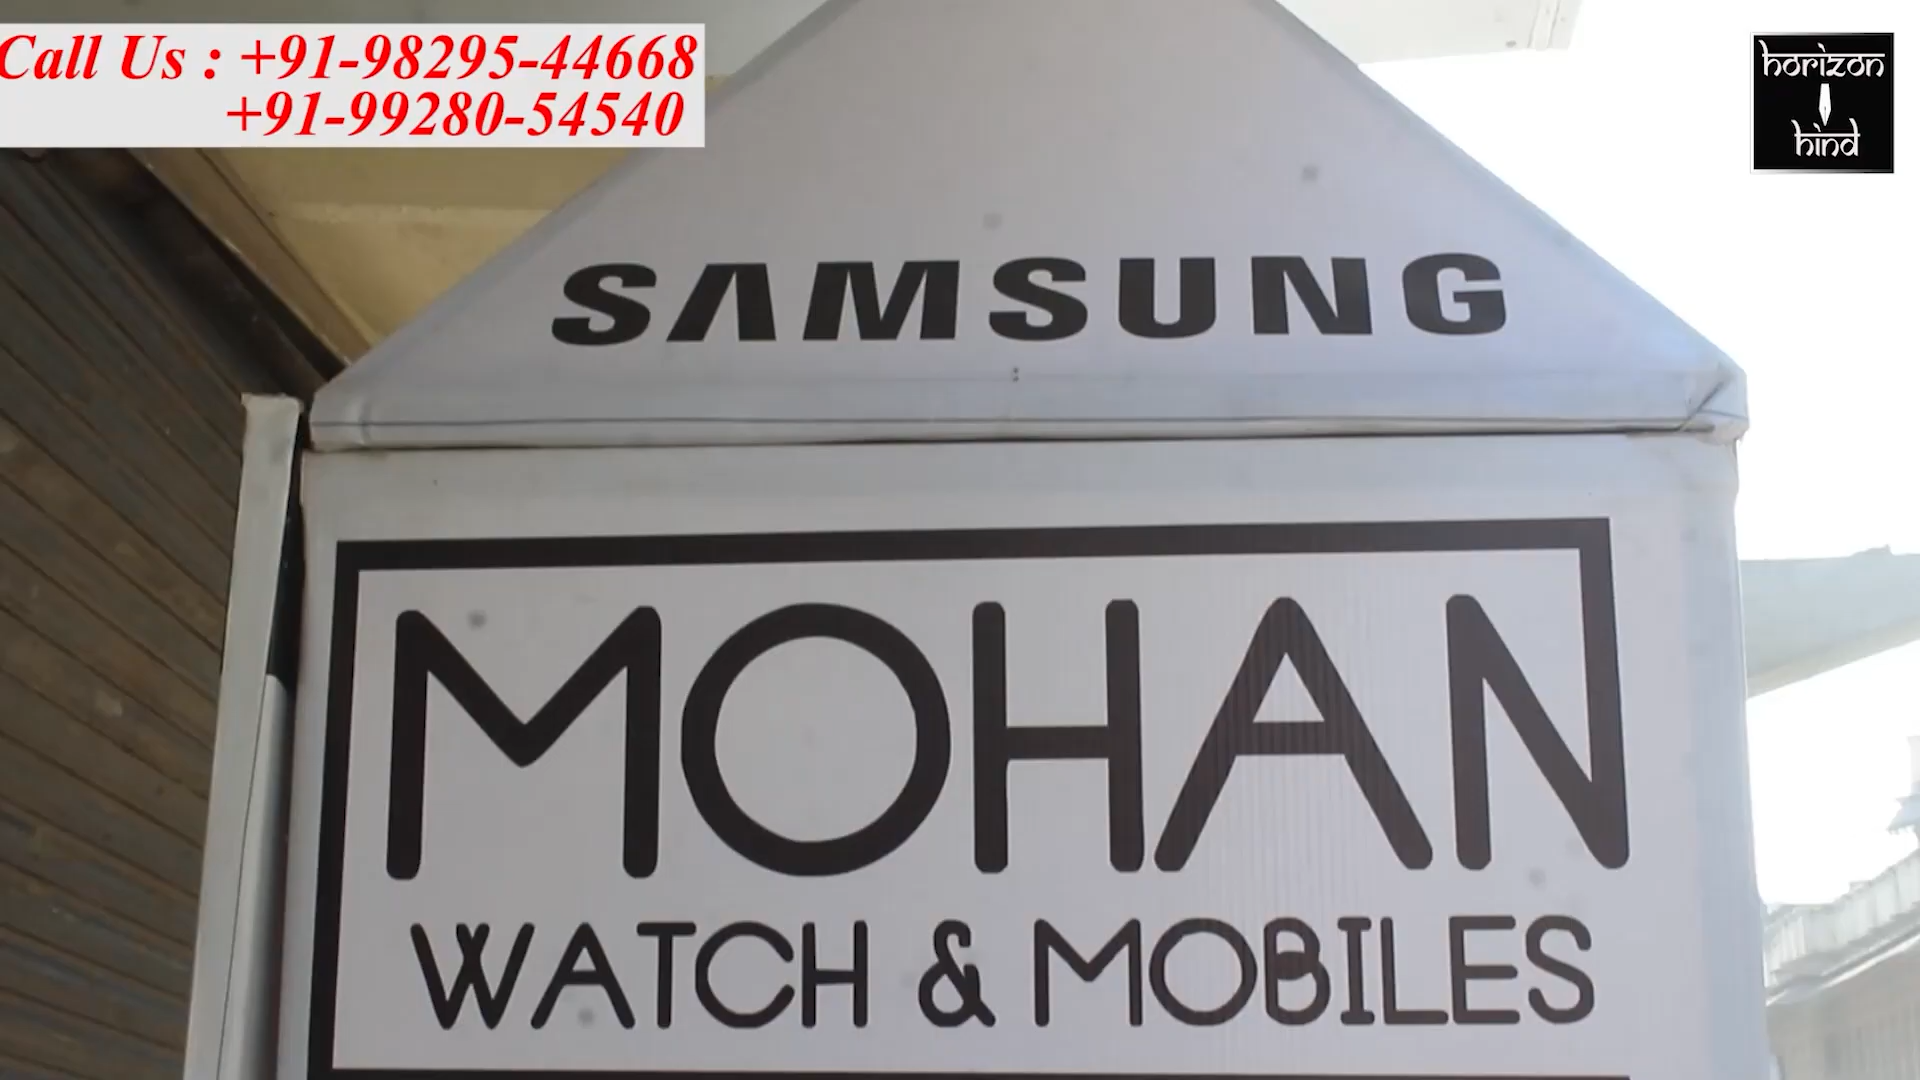 Call Us : +91-98295-44668
+91-99280-54540
horizon
hind
SAMSUNG
MOHAN
WATCH & MOBILES